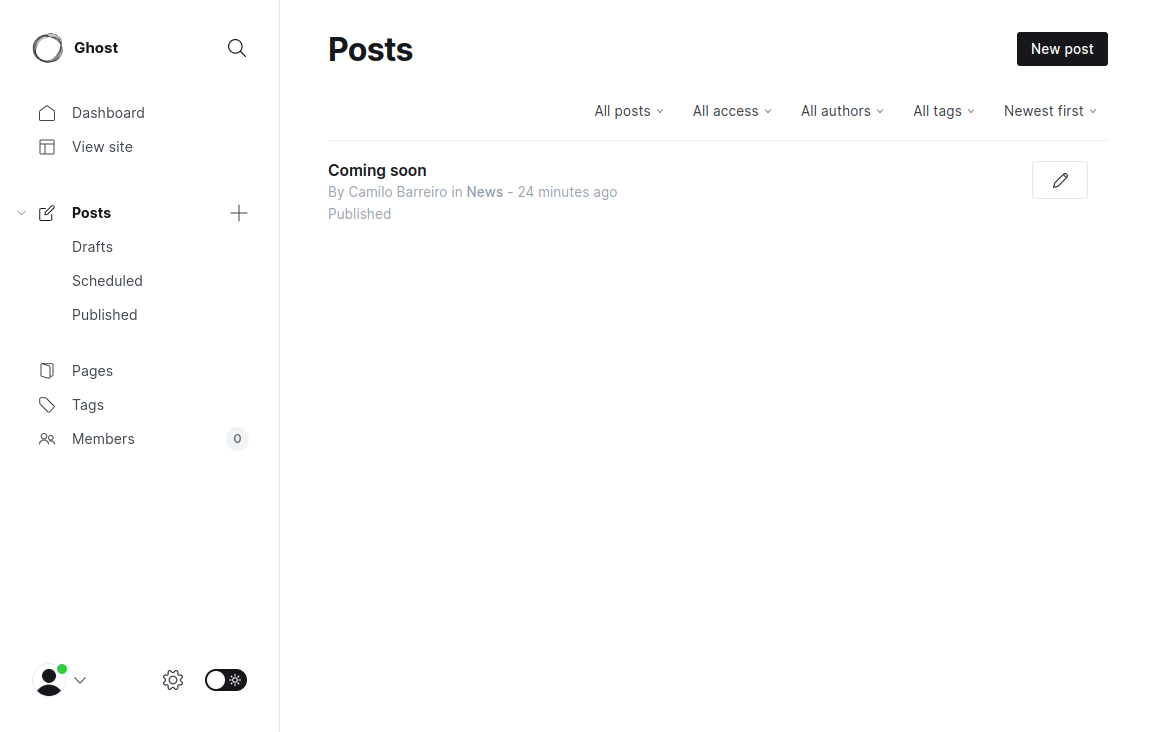 Ghost
Dashboard
View site
Posts
Drafts
Scheduled
Published
Pages
Tags
Members 0
Posts
New post
All posts All access All authors All tags Newest first
Coming soon
By Camilo Barreiro in News - 24 minutes ago
Published